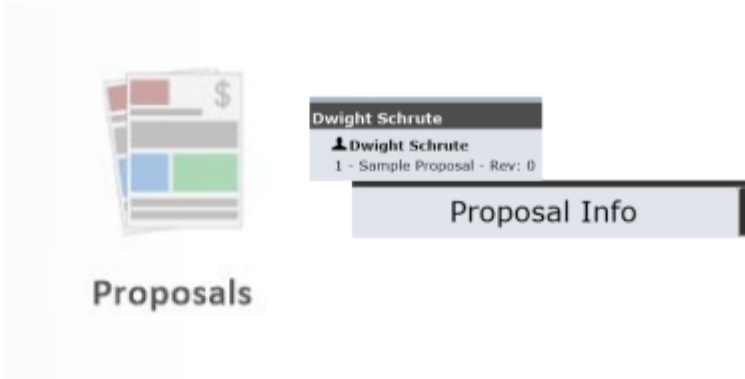 $
Proposals
Dwight Schrute
Dwight Schrute
1 - Sample Proposal - Rev: 0
Proposal Info